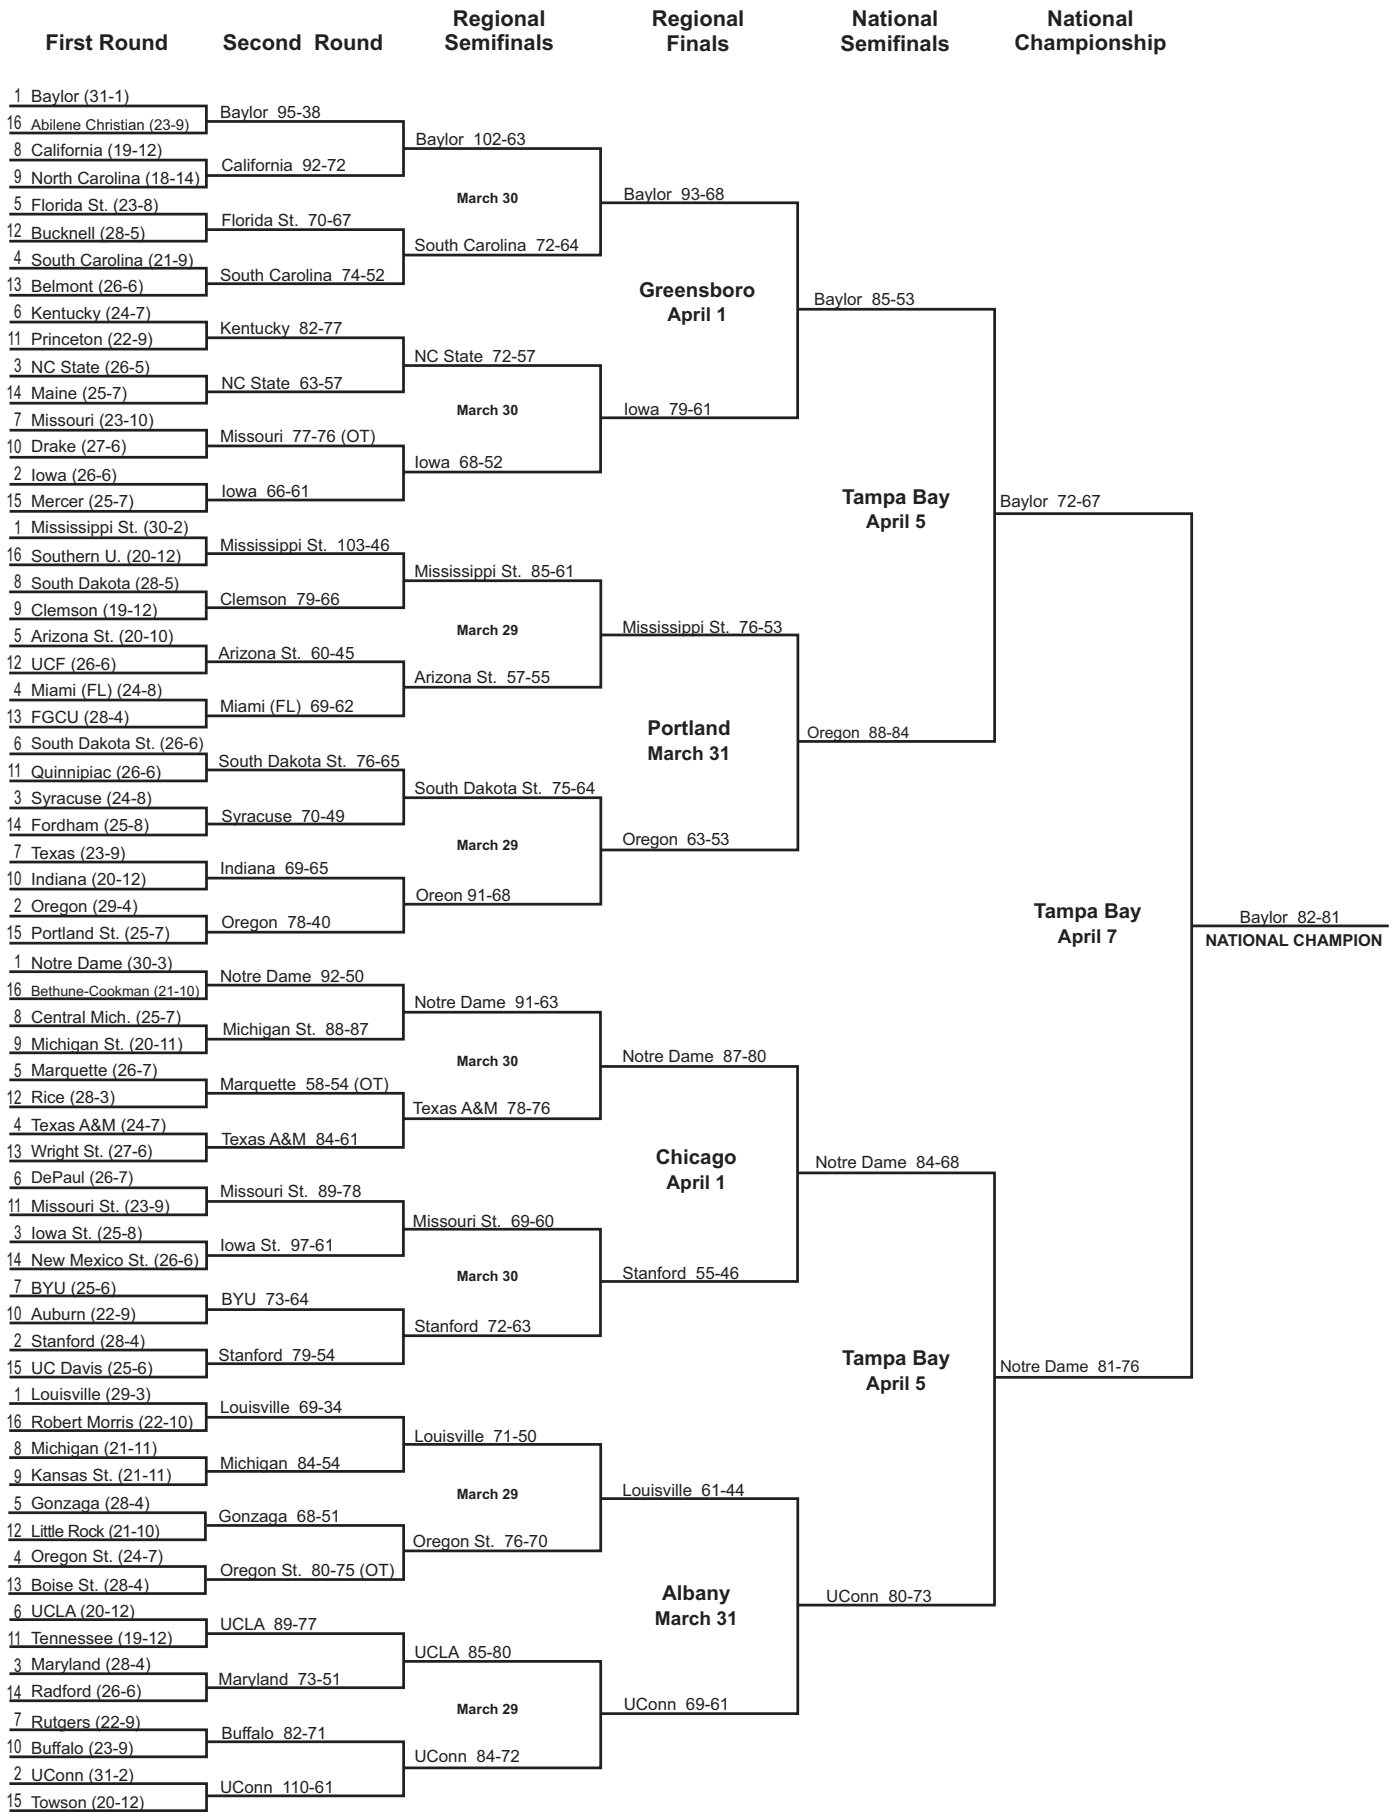 First Round
Second Round
Regional
Semifinals
Regional
Finals
National
Semifinals
National
Championship
1 Baylor (31-1)
16 Abilene Christian (23-9)
8 California (19-12)
9 North Carolina (18-14)
5 Florida St. (23-8)
12 Bucknell (28-5)
4 South Carolina (21-9)
13 Belmont (26-6)
6 Kentucky (24-7)
11 Princeton (22-9)
3 NC State (26-5)
14 Maine (25-7)
7 Missouri (23-10)
10 Drake (27-6)
2 Iowa (26-6)
15 Mercer (25-7)
1 Mississippi St. (30-2)
16 Southern U. (20-12)
8 South Dakota (28-5)
9 Clemson (19-12)
5 Arizona St. (20-10)
12 UCF (26-6)
4 Miami (FL) (24-8)
13 FGCU (28-4)
6 South Dakota St. (26-6)
11 Quinnipiac (26-6)
3 Syracuse (24-8)
14 Fordham (25-8)
7 Texas (23-9)
10 Indiana (20-12)
2 Oregon (29-4)
15 Portland St. (25-7)
1 Notre Dame (30-3)
16 Bethune-Cookman (21-10)
8 Central Mich. (25-7)
9 Michigan St. (20-11)
5 Marquette (26-7)
12 Rice (28-3)
4 Texas A&M (24-7)
13 Wright St. (27-6)
6 DePaul (26-7)
11 Missouri St. (23-9)
3 Iowa St. (25-8)
14 New Mexico St. (26-6)
7 BYU (25-6)
10 Auburn (22-9)
2 Stanford (28-4)
15 UC Davis (25-6)
1 Louisville (29-3)
16 Robert Morris (22-10)
8 Michigan (21-11)
9 Kansas St. (21-11)
5 Gonzaga (28-4)
12 Little Rock (21-10)
4 Oregon St. (24-7)
13 Boise St. (28-4)
6 UCLA (20-12)
11 Tennessee (19-12)
3 Maryland (28-4)
14 Radford (26-6)
7 Rutgers (22-9)
10 Buffalo (23-9)
2 UConn (31-2)
15 Towson (20-12)
Baylor 95-38
California 92-72
Florida St. 70-67
South Carolina 74-52
Kentucky 82-77
NC State 63-57
Missouri 77-76 (OT)
Iowa 66-61
Mississippi St. 103-46
Clemson 79-66
Arizona St. 60-45
Miami (FL) 69-62
South Dakota St. 76-65
Syracuse 70-49
Indiana 69-65
Oregon 78-40
Notre Dame 92-50
Michigan St. 88-87
Marquette 58-54 (OT)
Texas A&M 84-61
Missouri St. 89-78
Iowa St. 97-61
BYU 73-64
Stanford 79-54
Louisville 69-34
Michigan 84-54
Gonzaga 68-51
Oregon St. 80-75 (OT)
UCLA 89-77
Maryland 73-51
Buffalo 82-71
UConn 110-61
Baylor 102-63
March 30
South Carolina 72-64
NC State 72-57
March 30
Iowa 68-52
Mississippi St. 85-61
March 29
Arizona St. 57-55
South Dakota St. 75-64
March 29
Oreon 91-68
Notre Dame 91-63
March 30
Texas A&M 78-76
Missouri St. 69-60
March 30
Stanford 72-63
Louisville 71-50
March 29
Oregon St. 76-70
UCLA 85-80
March 29
UConn 84-72
Baylor 93-68
Greensboro
April 1
Iowa 79-61
Mississippi St. 76-53
Portland
March 31
Oregon 63-53
Notre Dame 87-80
Chicago
April 1
Stanford 55-46
Louisville 61-44
Albany
March 31
UConn 69-61
Baylor 85-53
Tampa Bay
April 5
Oregon 88-84
Notre Dame 84-68
Tampa Bay
April 5
UConn 80-73
Baylor 72-67
Tampa Bay
April 7
Notre Dame 81-76
Baylor 82-81
NATIONAL CHAMPION